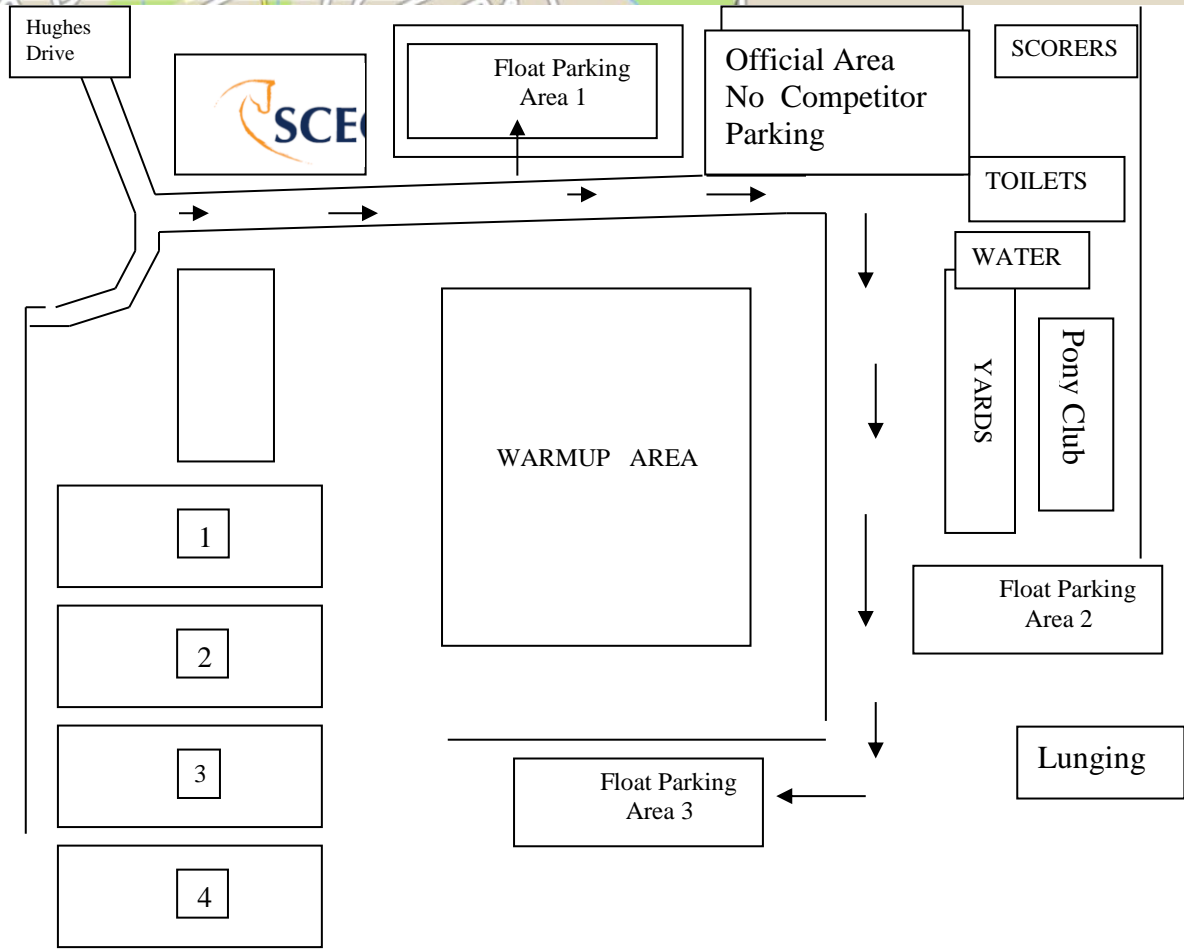 Hughes
Drive
SCEC
Float Parking
Area 1
Official Area
No Competitor
Parking
SCORERS
TOILETS
WATER
YARDS
Pony Club
WARMUP AREA
1
2
3
4
Float Parking
Area 2
Lunging
Float Parking
Area 3